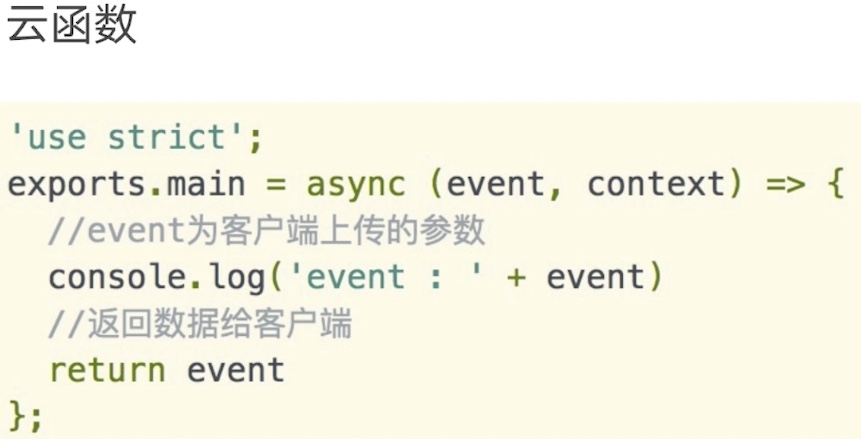 云函数
'use strict';
exports.main = async (event, context) => {
  //event为客户端上传的参数
  console.log('event : ' + event)
  //返回数据给客户端
  return event
};